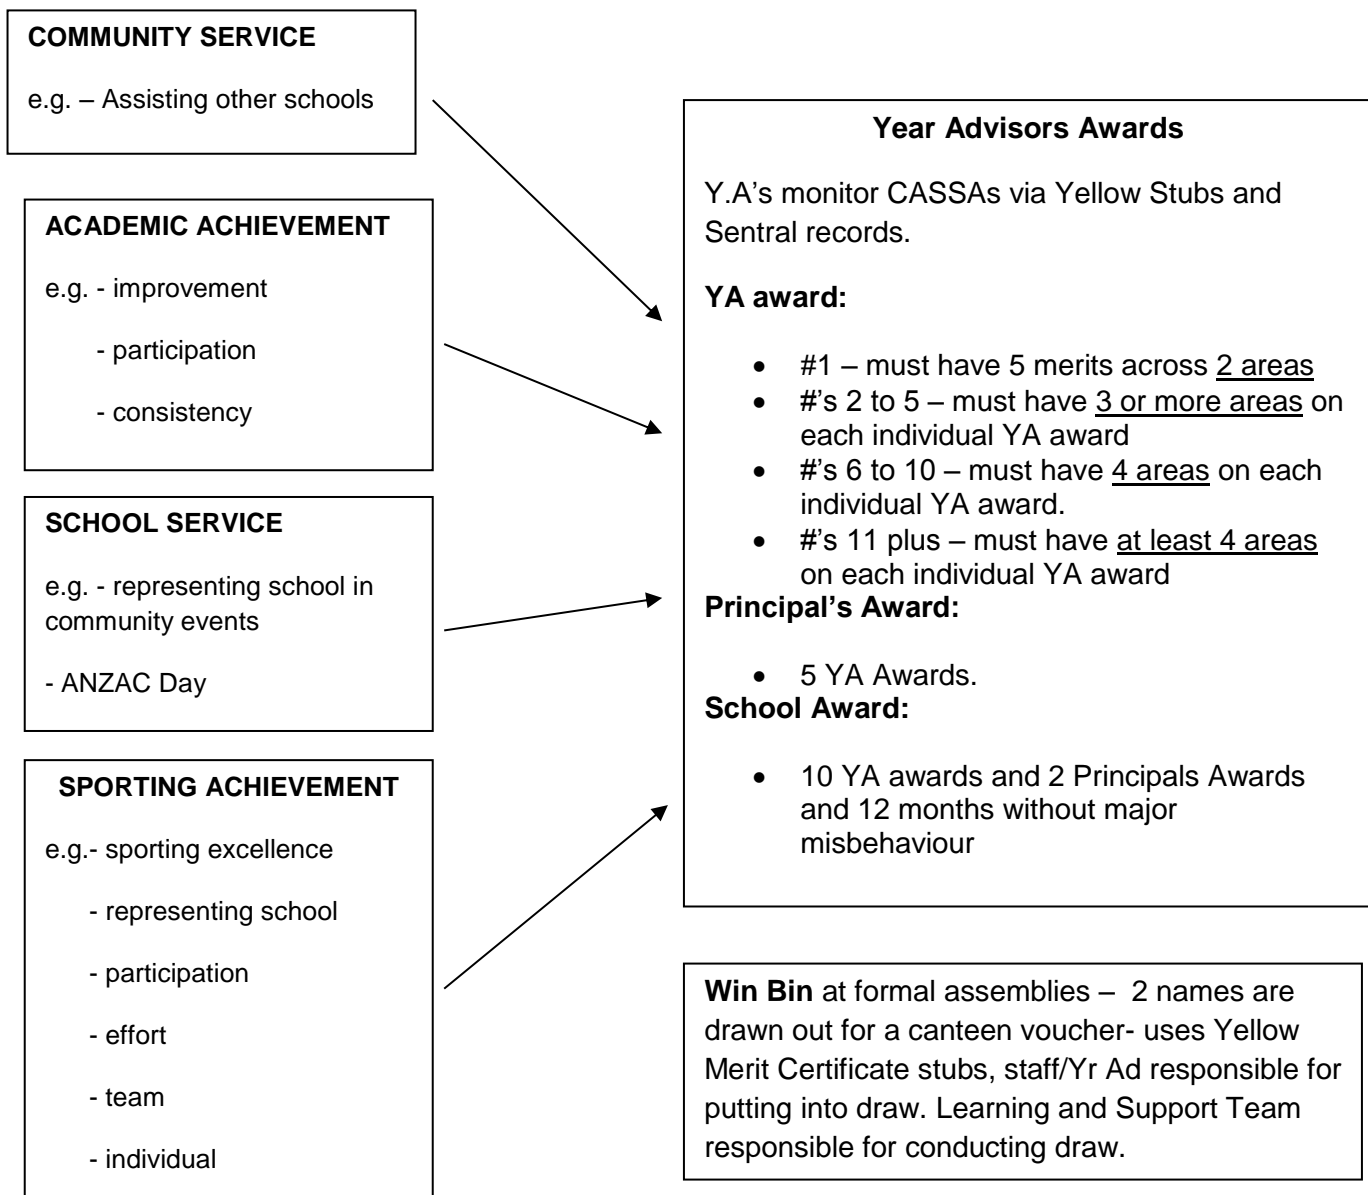 COMMUNITY SERVICE
e.g. – Assisting other schools
ACADEMIC ACHIEVEMENT
e.g. - improvement
- participation
- consistency
SCHOOL SERVICE
e.g. - representing school in
community events
- ANZAC Day
SPORTING ACHIEVEMENT
e.g.- sporting excellence
- representing school
- participation
- effort
- team
- individual
Year Advisors Awards
Y.A's monitor CASSAs via Yellow Stubs and
Sentral records.
YA award:
• #1 – must have 5 merits across 2 areas
• #'s 2 to 5 – must have 3 or more areas on
each individual YA award
• #'s 6 to 10 – must have 4 areas on each
individual YA award.
• #'s 11 plus – must have at least 4 areas
on each individual YA award
Principal's Award:
• 5 YA Awards.
School Award:
• 10 YA awards and 2 Principals Awards
and 12 months without major
misbehaviour
Win Bin at formal assemblies – 2 names are
drawn out for a canteen voucher- uses Yellow
Merit Certificate stubs, staff/Yr Ad responsible for
putting into draw. Learning and Support Team
responsible for conducting draw.